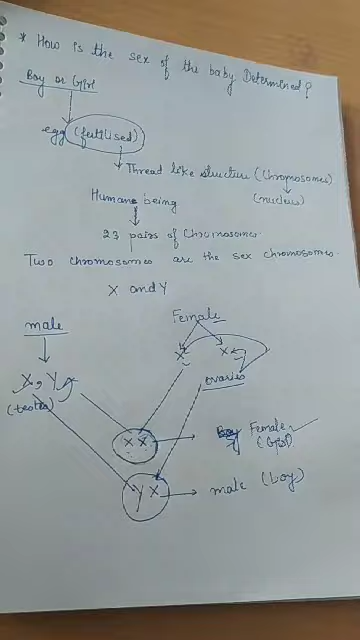 * How is the sex of the baby Determined?
Boy or Girl
egg (fertilised)
Thread like structure (chromosomes)
(nucleus)
Human being
23 pairs of Chromosomes.
Two chromosomes are the sex chromosomes.
X and Y
male
Female
X, Y
X X
(testes)
ovaries
X X
Female
(Girl)
Y X
male (boy)